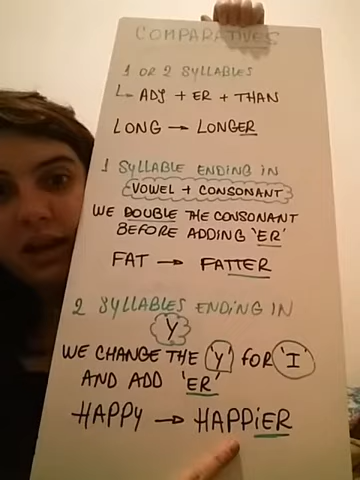 COMPARATIVES
1 OR 2 SYLLABLES
L- ADJ + ER + THAN
LONG → LONGER
1 SYLLABLE ENDING IN
VOWEL + CONSONANT
WE DOUBLE THE CONSONANT
BEFORE ADDING 'ER'
FAT → FATTER
2 SYLLABLES ENDING IN
Y
WE CHANGE THE 'Y' FOR 'I'
AND ADD 'ER'
HAPPY → HAPPIER